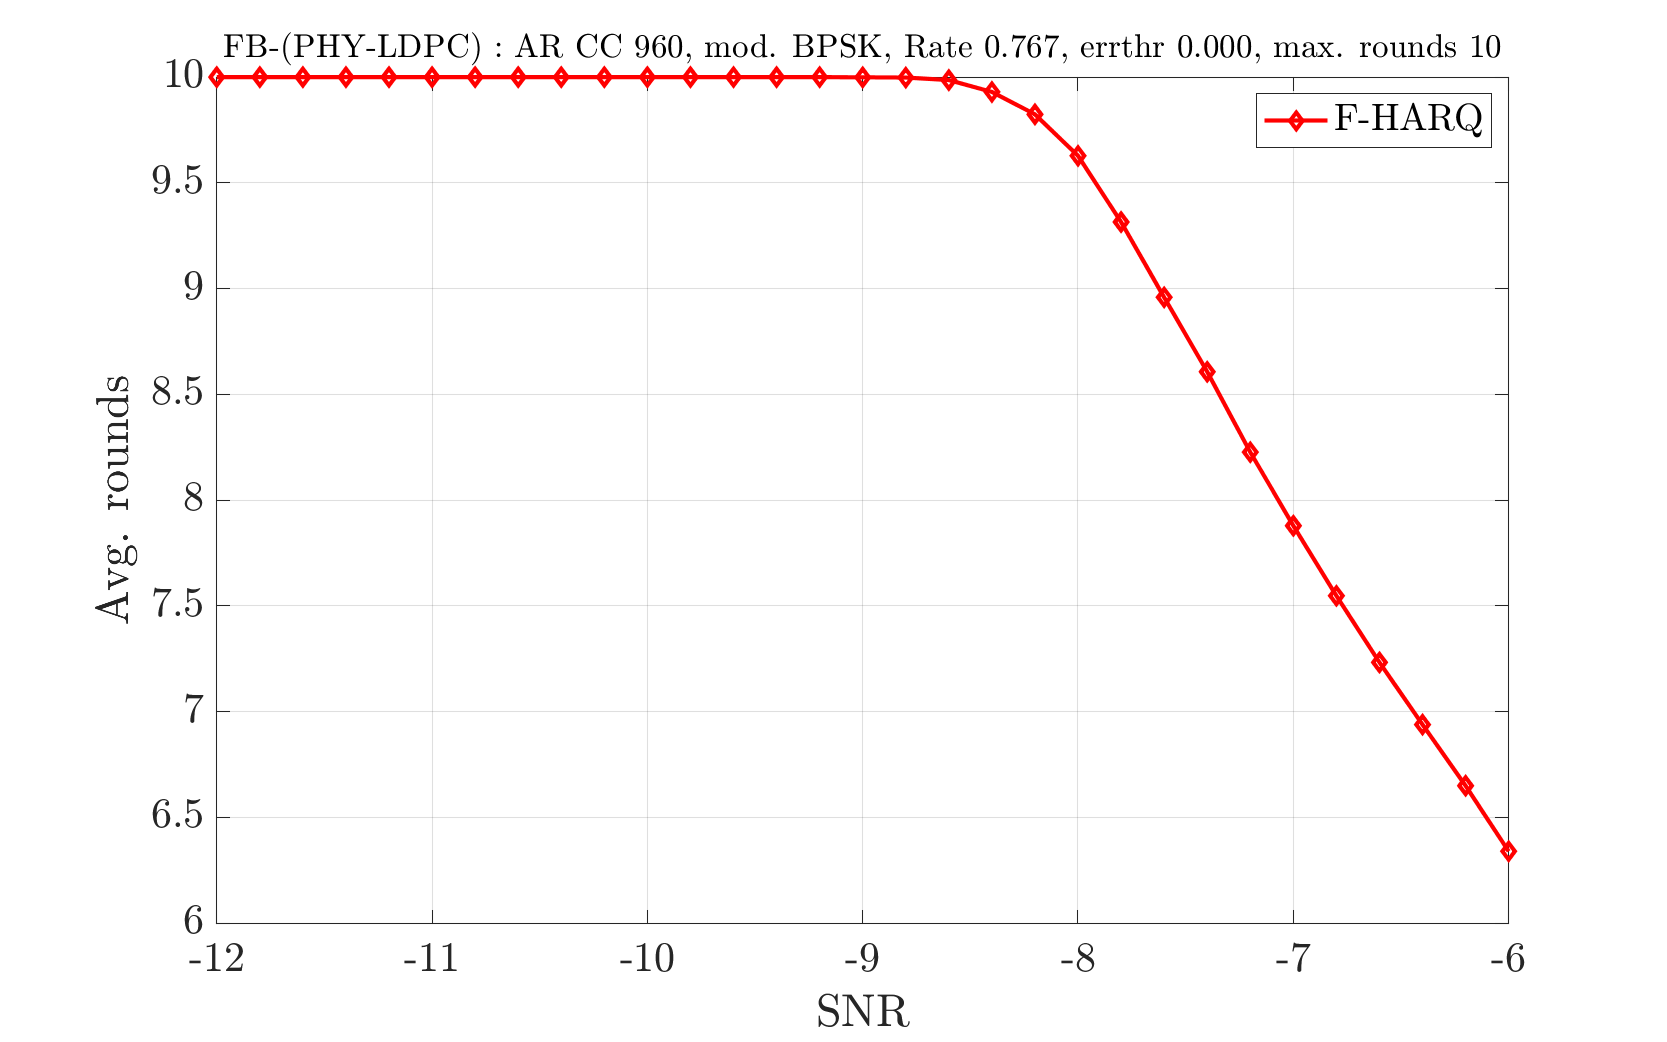 FB-(PHY-LDPC) : AR CC 960, mod. BPSK, Rate 0.767, errthr 0.000, max. rounds 10
F-HARQ
10
9.5
9
8.5
8
7.5
7
6.5
6
Avg. rounds
-12 -11 -10 -9 -8 -7 -6
SNR